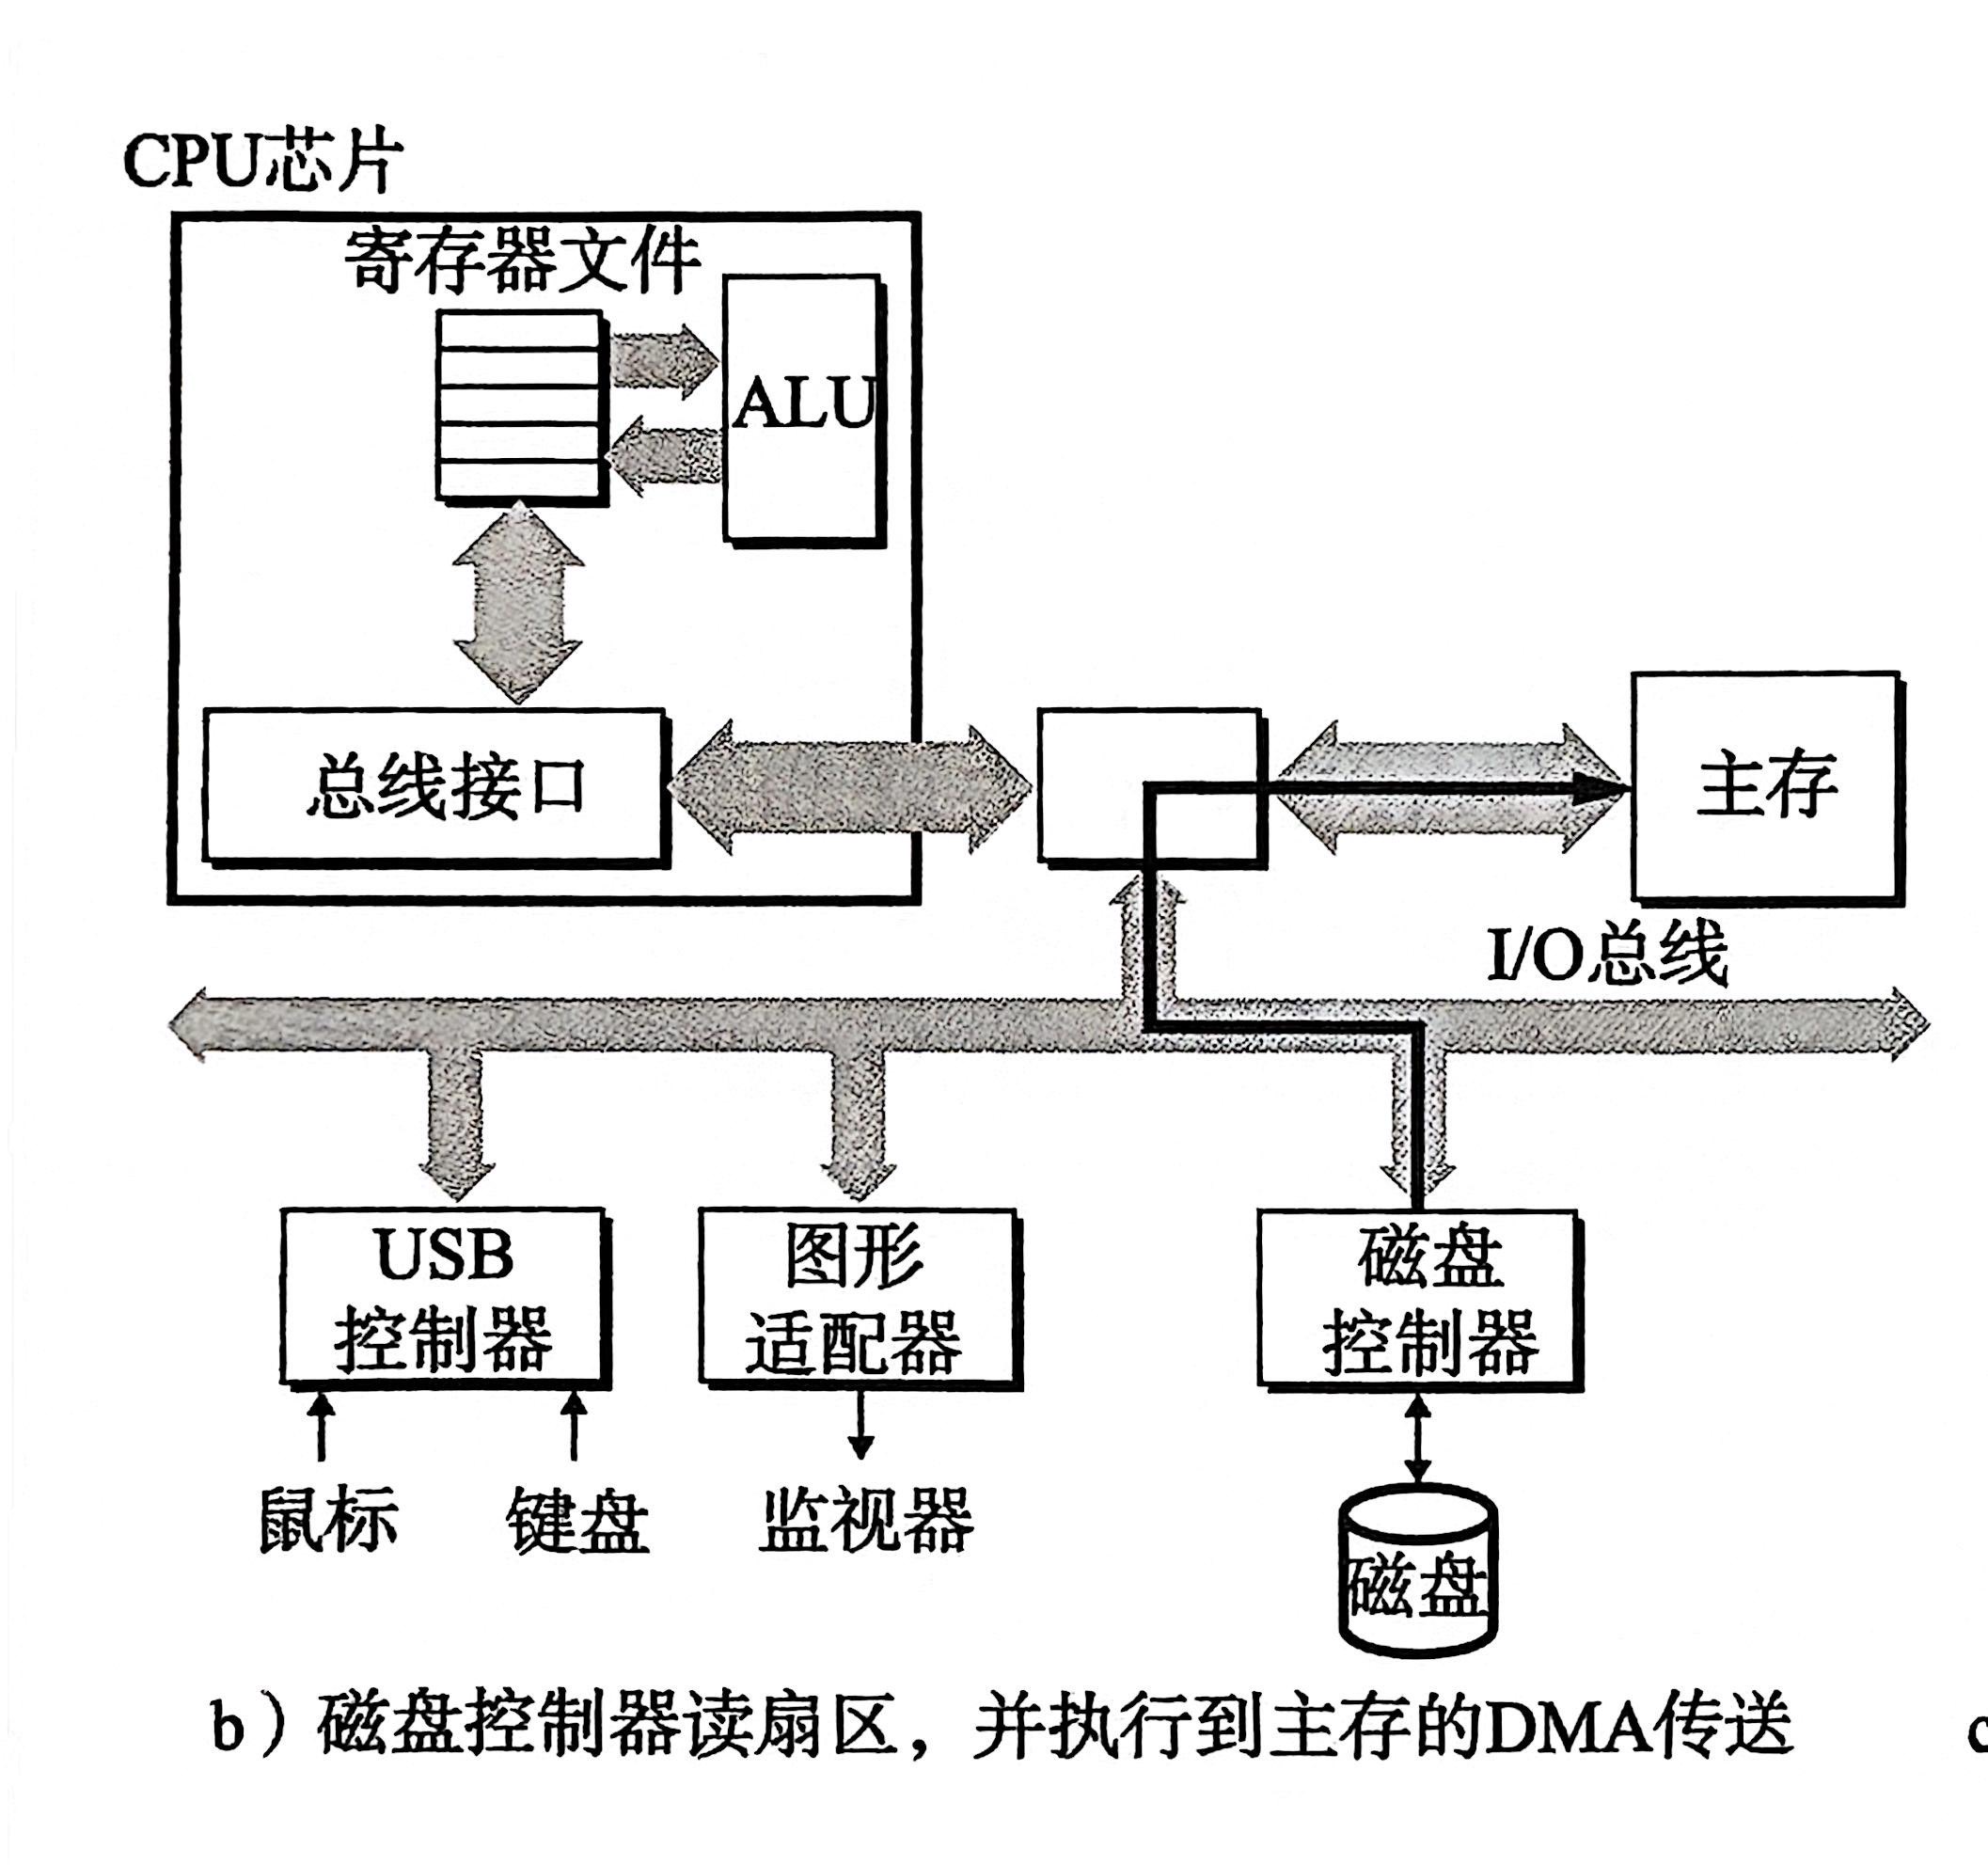 CPU芯片
寄存器文件
ALU
总线接口
主存
I/O总线
USB
控制器
图形
适配器
磁盘
控制器
鼠标
键盘
监视器
磁盘
b）磁盘控制器读扇区，并执行到主存的DMA传送
c